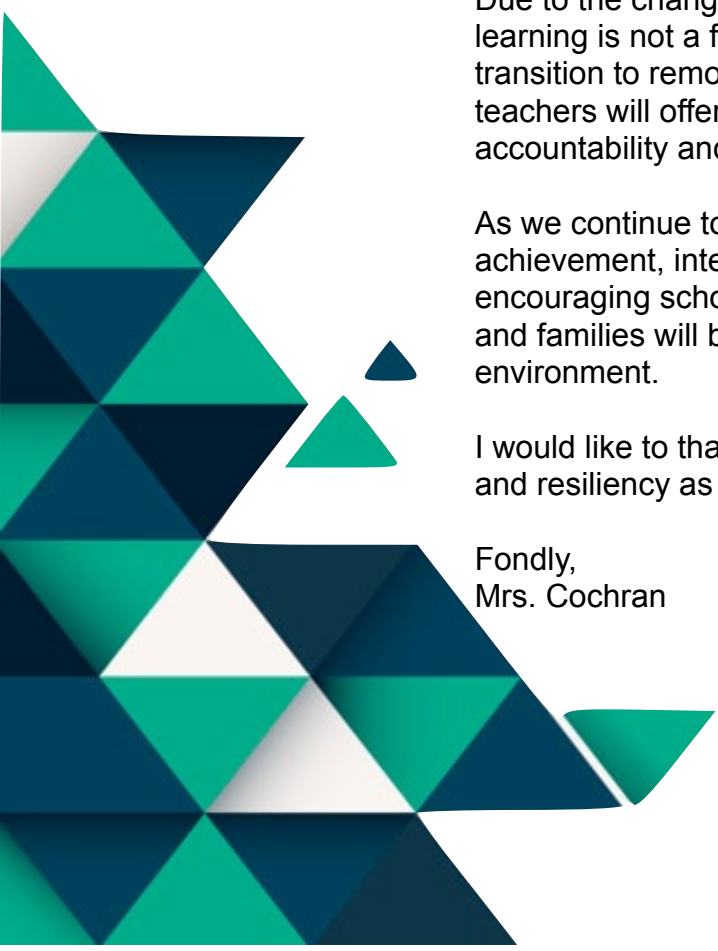 Due to the chang
learning is not a f
transition to remo
teachers will offer
accountability and
As we continue to
achievement, inte
encouraging scho
and families will b
environment.
I would like to tha
and resiliency as
Fondly,
Mrs. Cochran